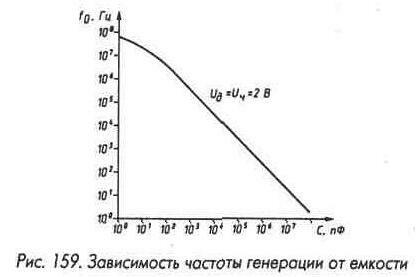 f₀, Гц
10⁸
10⁷
10⁶
10⁵
10⁴
10³
10²
10¹
10⁰
U∂ = Uч = 2 В
10⁰ 10¹ 10² 10³ 10⁴ 10⁵ 10⁶ 10⁷ С, пФ
Рис. 159. Зависимость частоты генерации от емкости